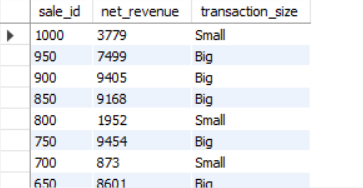 sale_id net_revenue transaction_size
1000 3779 Small
950 7499 Big
900 9405 Big
850 9168 Big
800 1952 Small
750 9454 Big
700 873 Small
650 8601 Big